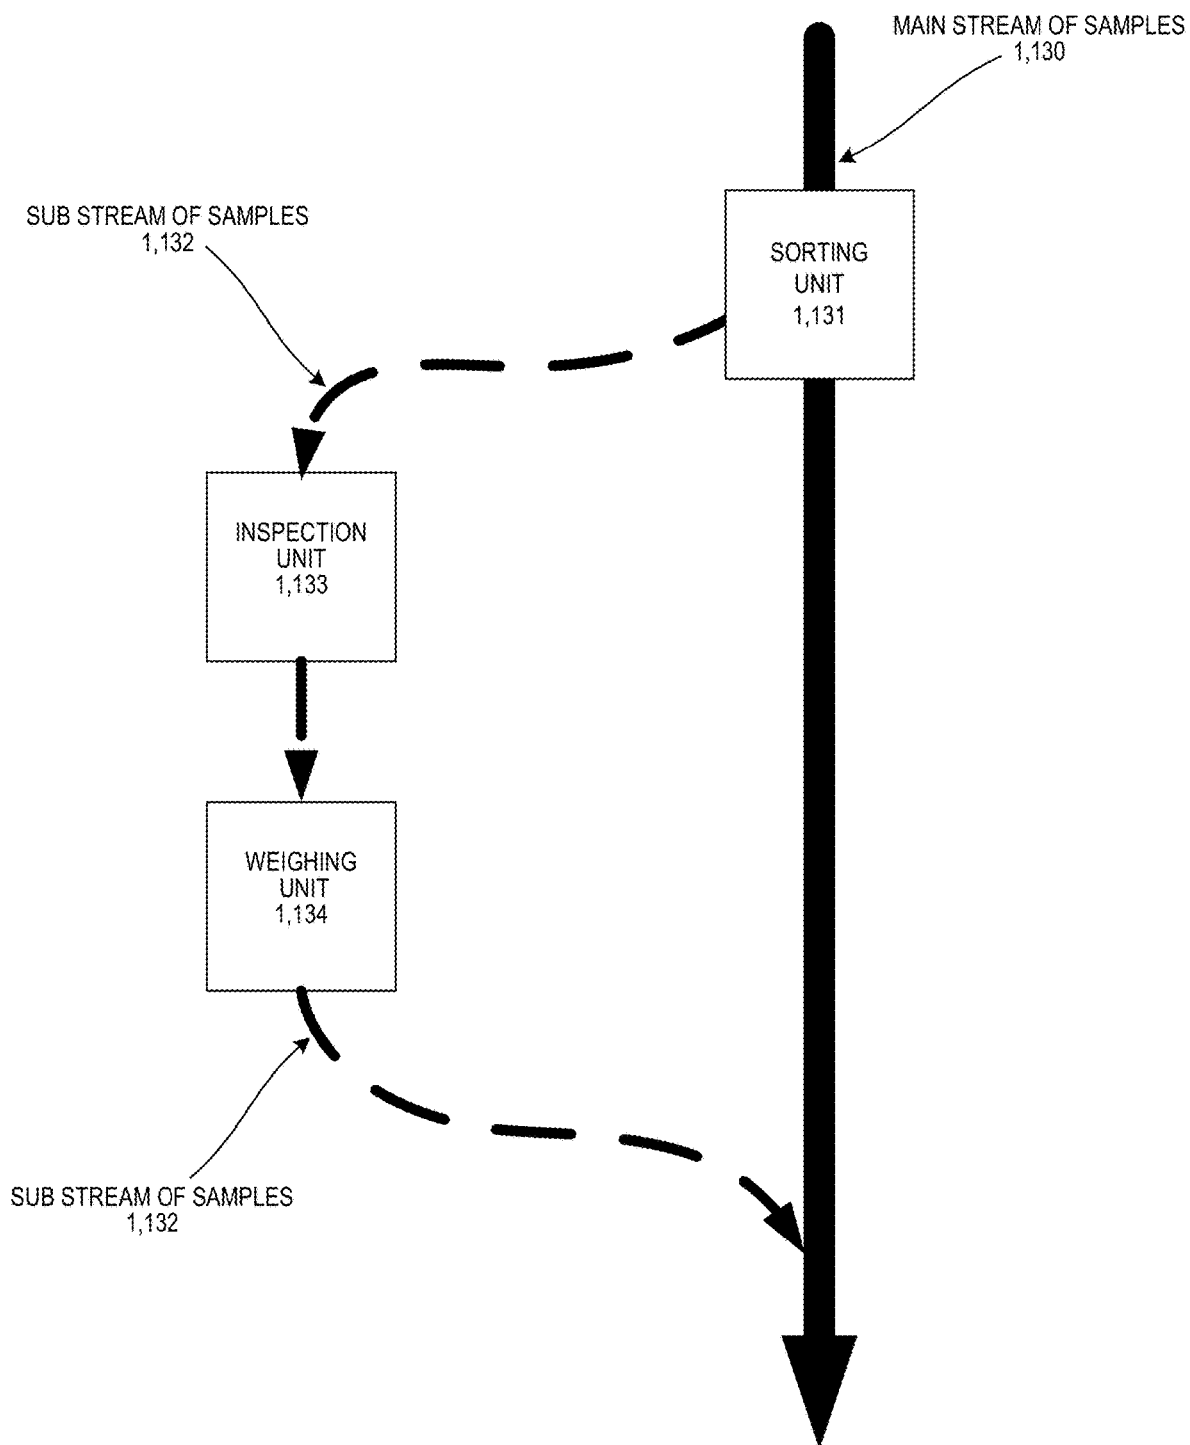 MAIN STREAM OF SAMPLES
1,130
SUB STREAM OF SAMPLES
1,132
SORTING
UNIT
1,131
INSPECTION
UNIT
1,133
WEIGHING
UNIT
1,134
SUB STREAM OF SAMPLES
1,132